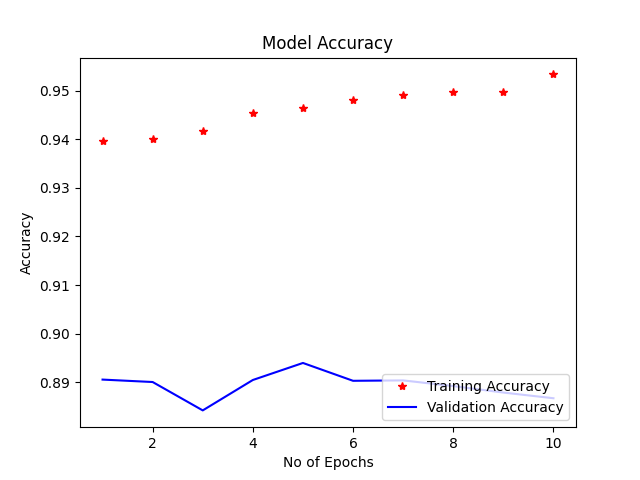 Model Accuracy
Accuracy
0.95
0.94
0.93
0.92
0.91
0.90
0.89
Training Accuracy
Validation Accuracy
2 4 6 8 10
No of Epochs